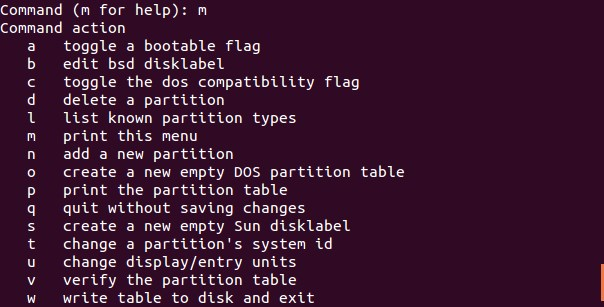 Command (m for help): m
Command action
a   toggle a bootable flag
b   edit bsd disklabel
c   toggle the dos compatibility flag
d   delete a partition
l   list known partition types
m   print this menu
n   add a new partition
o   create a new empty DOS partition table
p   print the partition table
q   quit without saving changes
s   create a new empty Sun disklabel
t   change a partition's system id
u   change display/entry units
v   verify the partition table
w   write table to disk and exit